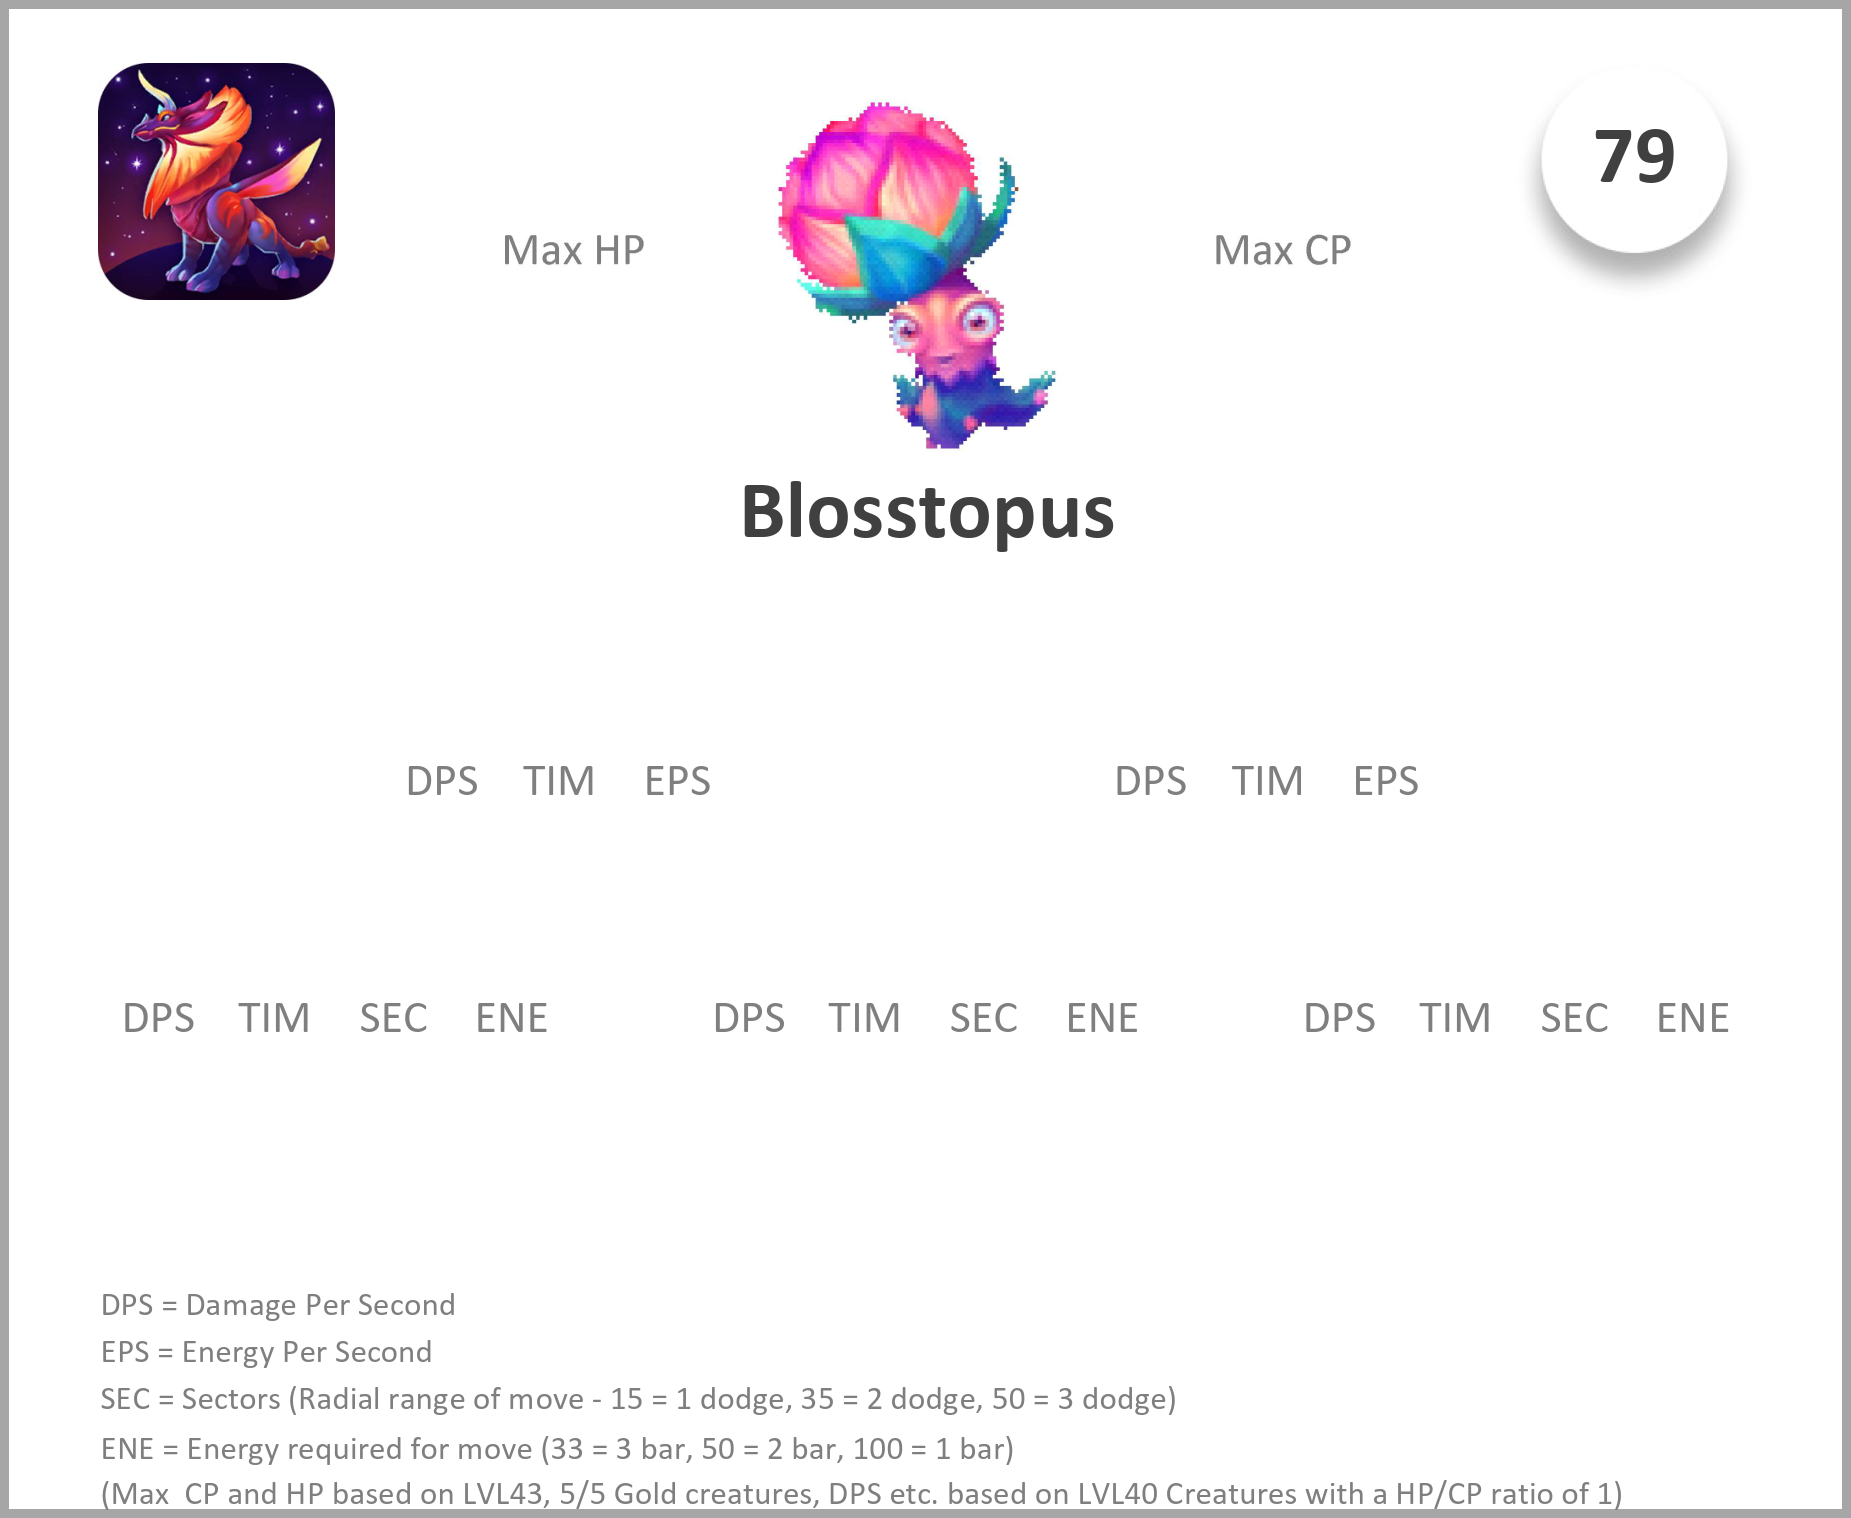 79
Max HP
Max CP
Blosstopus
DPS TIM EPS DPS TIM EPS
DPS TIM SEC ENE DPS TIM SEC ENE DPS TIM SEC ENE
DPS = Damage Per Second
EPS = Energy Per Second
SEC = Sectors (Radial range of move - 15 = 1 dodge, 35 = 2 dodge, 50 = 3 dodge)
ENE = Energy required for move (33 = 3 bar, 50 = 2 bar, 100 = 1 bar)
(Max  CP and HP based on LVL43, 5/5 Gold creatures, DPS etc. based on LVL40 Creatures with a HP/CP ratio of 1)